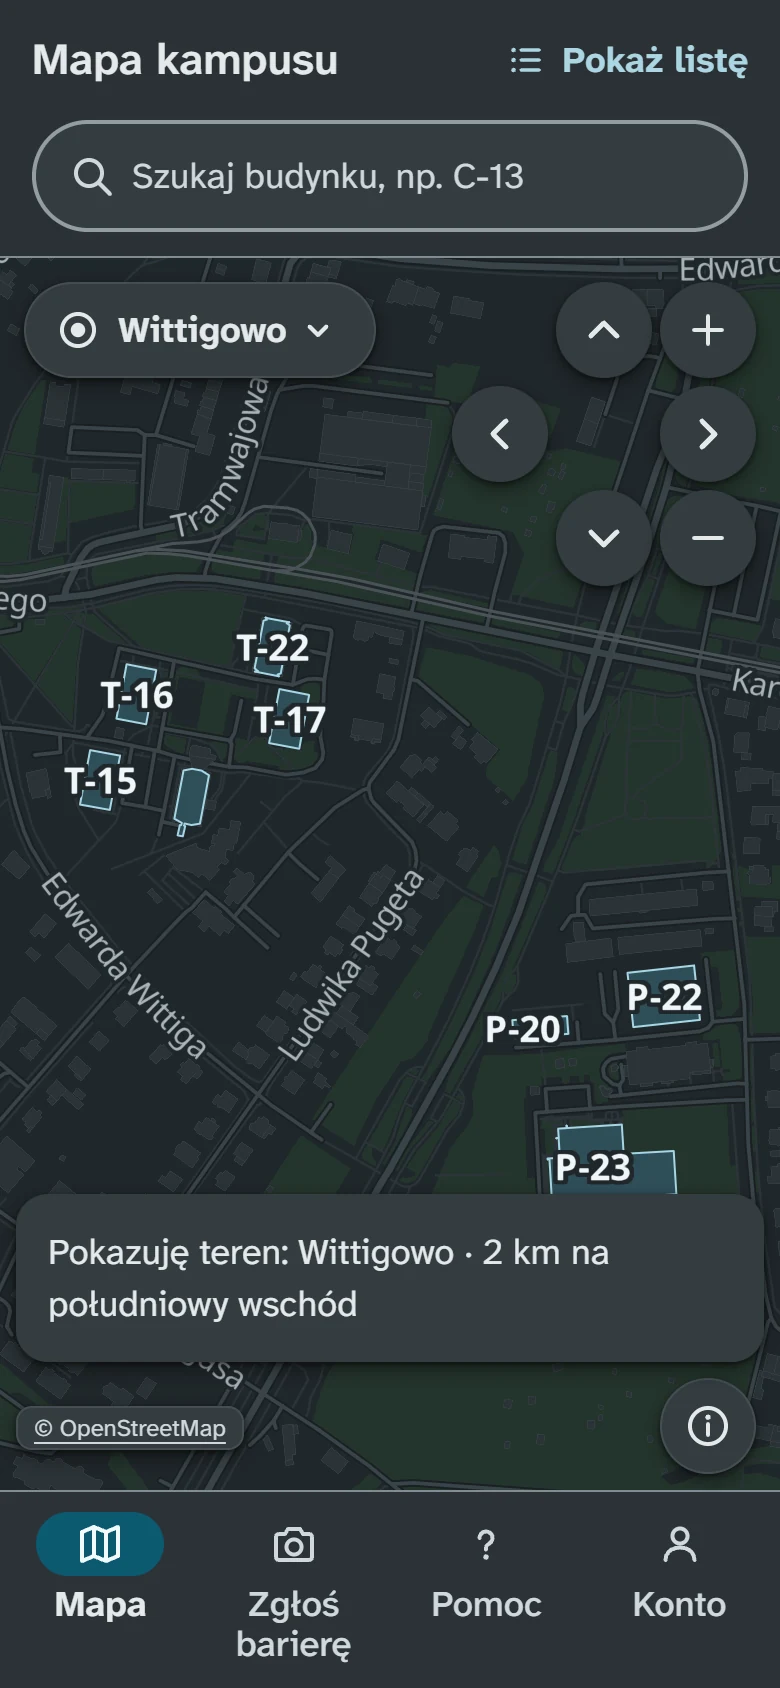 Mapa kampusu
Pokaż listę
Szukaj budynku, np. C-13
Edward
Wittigowo
Tramwajowa
ego
T-22
Kar
T-16
T-17
T-15
Edwarda Wittiga
Ludwika Pugeta
P-22
P-20
P-23
Pokazuję teren: Wittigowo · 2 km na
południowy wschód
usa
© OpenStreetMap
Mapa
Zgłoś
barierę
Pomoc
Konto